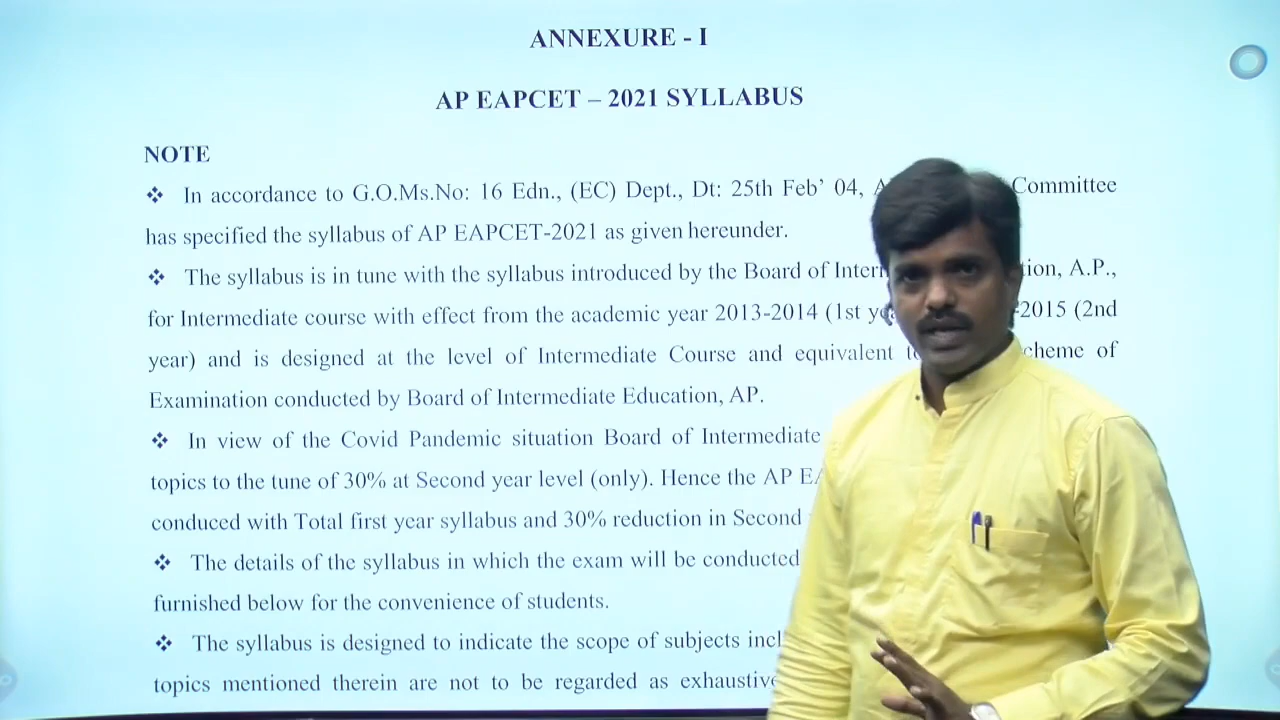 ANNEXURE - I
AP EAPCET – 2021 SYLLABUS
NOTE
❖ In accordance to G.O.Ms.No: 16 Edn., (EC) Dept., Dt: 25th Feb’ 04, Committee
has specified the syllabus of AP EAPCET-2021 as given hereunder.
❖ The syllabus is in tune with the syllabus introduced by the Board of A.P.,
for Intermediate course with effect from the academic year 2013-2014 (1st -2015 (2nd
year) and is designed at the level of Intermediate Course and equivalent of
Examination conducted by Board of Intermediate Education, AP.
❖ In view of the Covid Pandemic situation Board of Intermediate
topics to the tune of 30% at Second year level (only). Hence the AP
conduced with Total first year syllabus and 30% reduction in Second
❖ The details of the syllabus in which the exam will be conducted
furnished below for the convenience of students.
❖ The syllabus is designed to indicate the scope of subjects
topics mentioned therein are not to be regarded as exhaustive